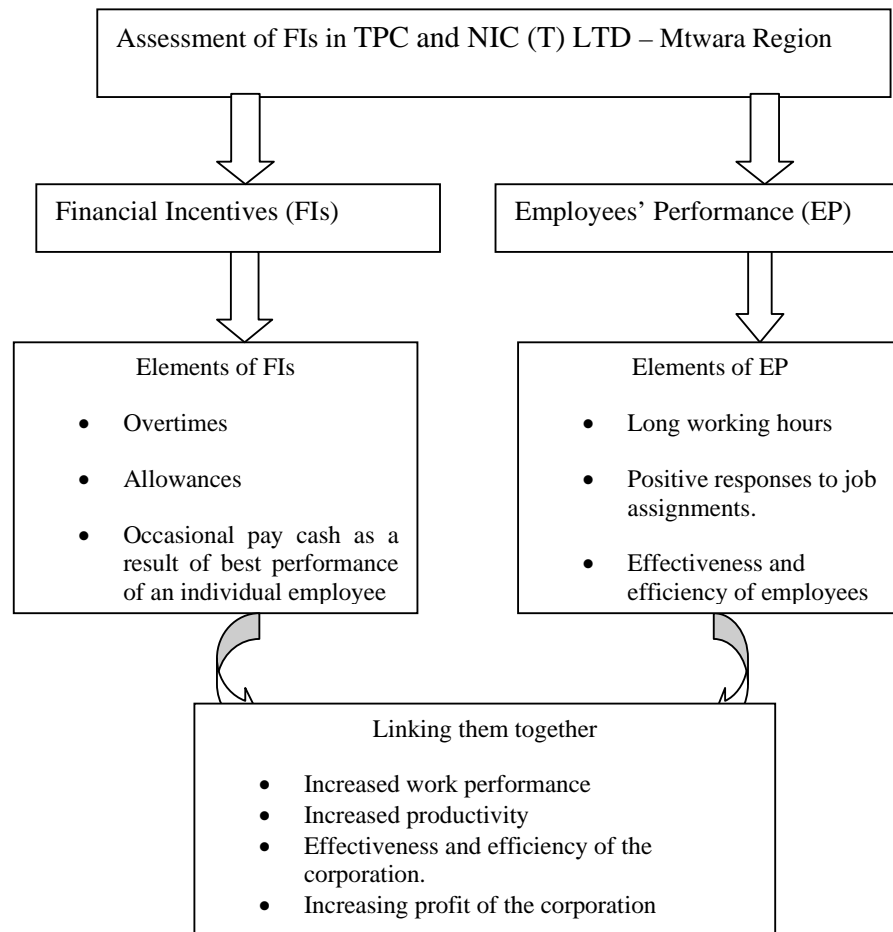 Assessment of FIs in TPC and NIC (T) LTD – Mtwara Region
Financial Incentives (FIs)
Employees’ Performance (EP)
Elements of FIs
• Overtimes
• Allowances
• Occasional pay cash as a
result of best performance
of an individual employee
Elements of EP
• Long working hours
• Positive responses to job
assignments.
• Effectiveness and
efficiency of employees
Linking them together
• Increased work performance
• Increased productivity
• Effectiveness and efficiency of the
corporation.
• Increasing profit of the corporation